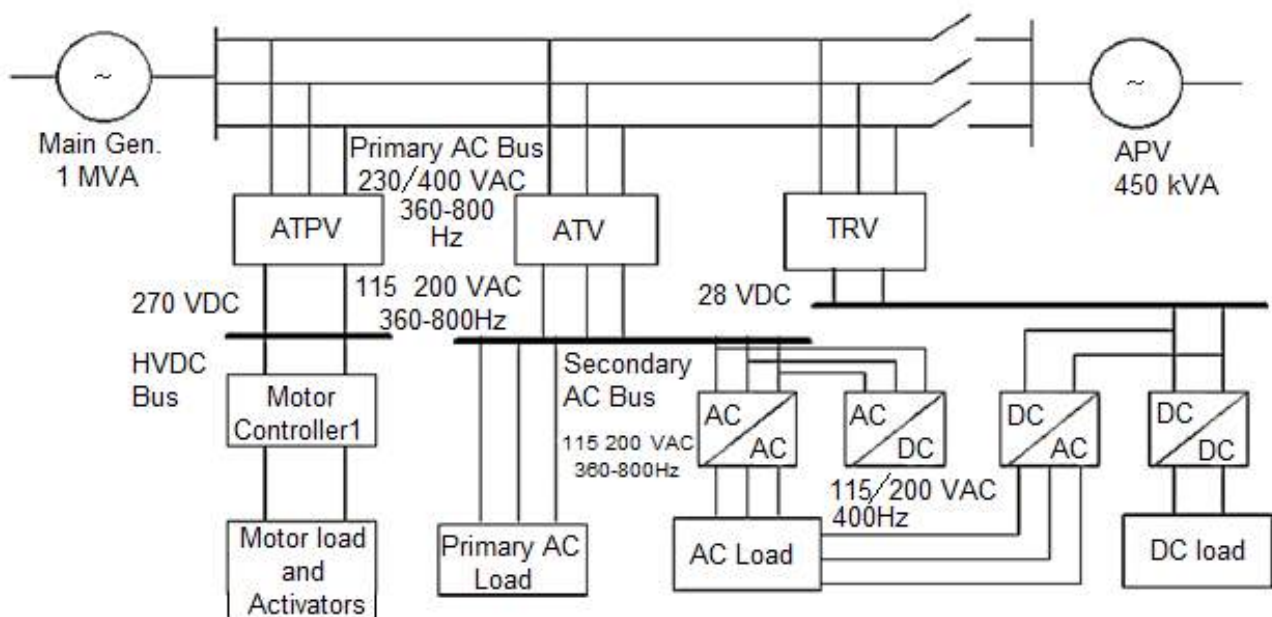 ~
~
Main Gen.
1 MVA
Primary AC Bus
230/400 VAC
360-800
Hz
APV
450 kVA
ATPV
ATV
TRV
270 VDC
115 200 VAC
360-800Hz
28 VDC
HVDC
Bus
Motor
Controller1
Secondary
AC Bus
115 200 VAC
360-800Hz
AC
AC
AC
DC
DC
AC
DC
DC
115/200 VAC
400Hz
Motor load
and
Activators
Primary AC
Load
AC Load
DC load